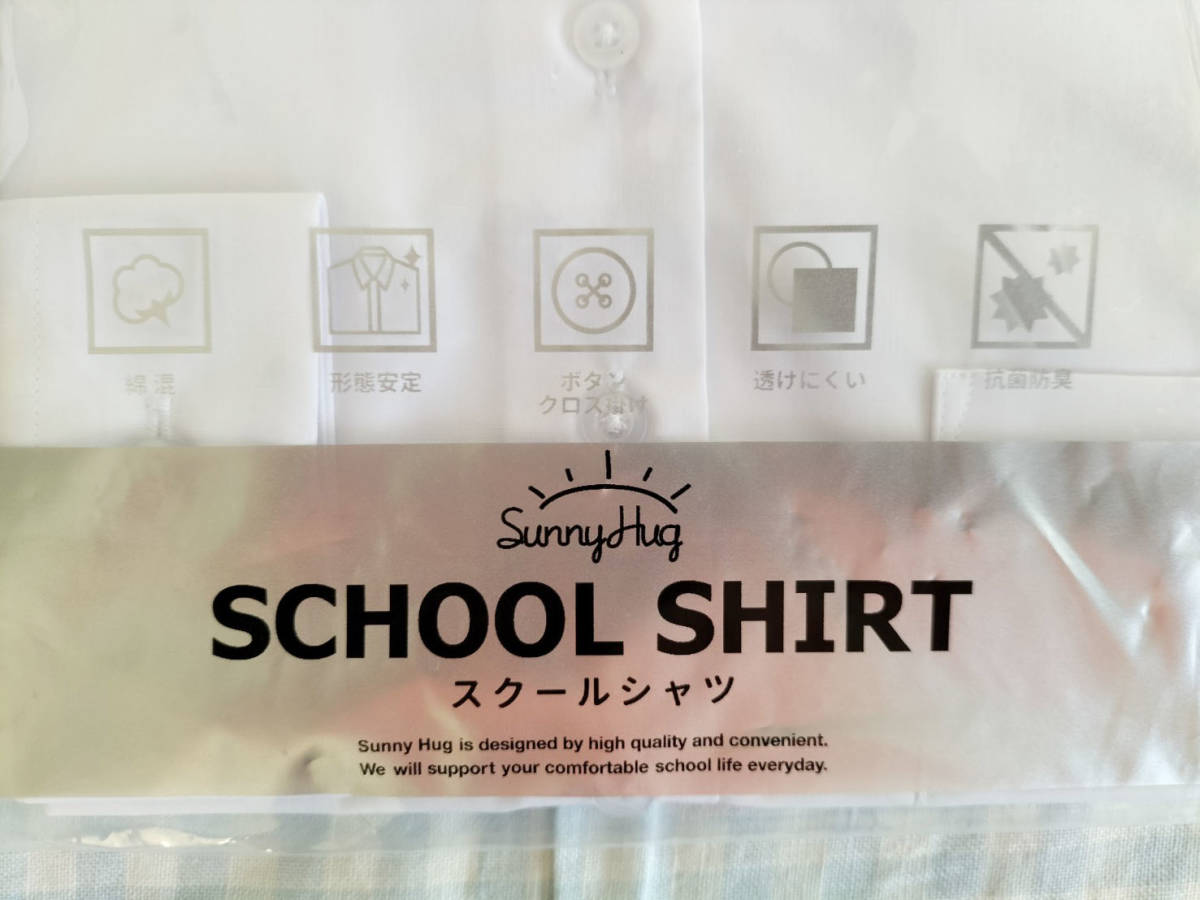 綿混
形態安定
ボタン
クロス掛け
透けにくい
抗菌防臭
Sunny Hug
SCHOOL SHIRT
スクールシャツ
Sunny Hug is designed by high quality and convenient.
We will support your comfortable school life everyday.